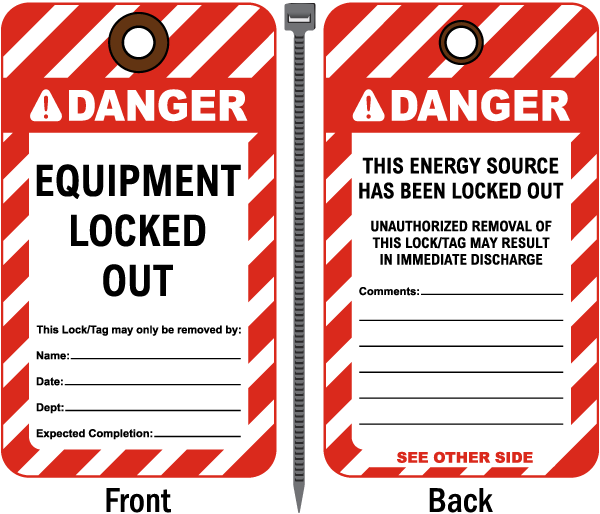 DANGER
EQUIPMENT
LOCKED
OUT
This Lock/Tag may only be removed by:
Name:
Date:
Dept:
Expected Completion:
Front
DANGER
THIS ENERGY SOURCE
HAS BEEN LOCKED OUT
UNAUTHORIZED REMOVAL OF
THIS LOCK/TAG MAY RESULT
IN IMMEDIATE DISCHARGE
Comments:
SEE OTHER SIDE
Back